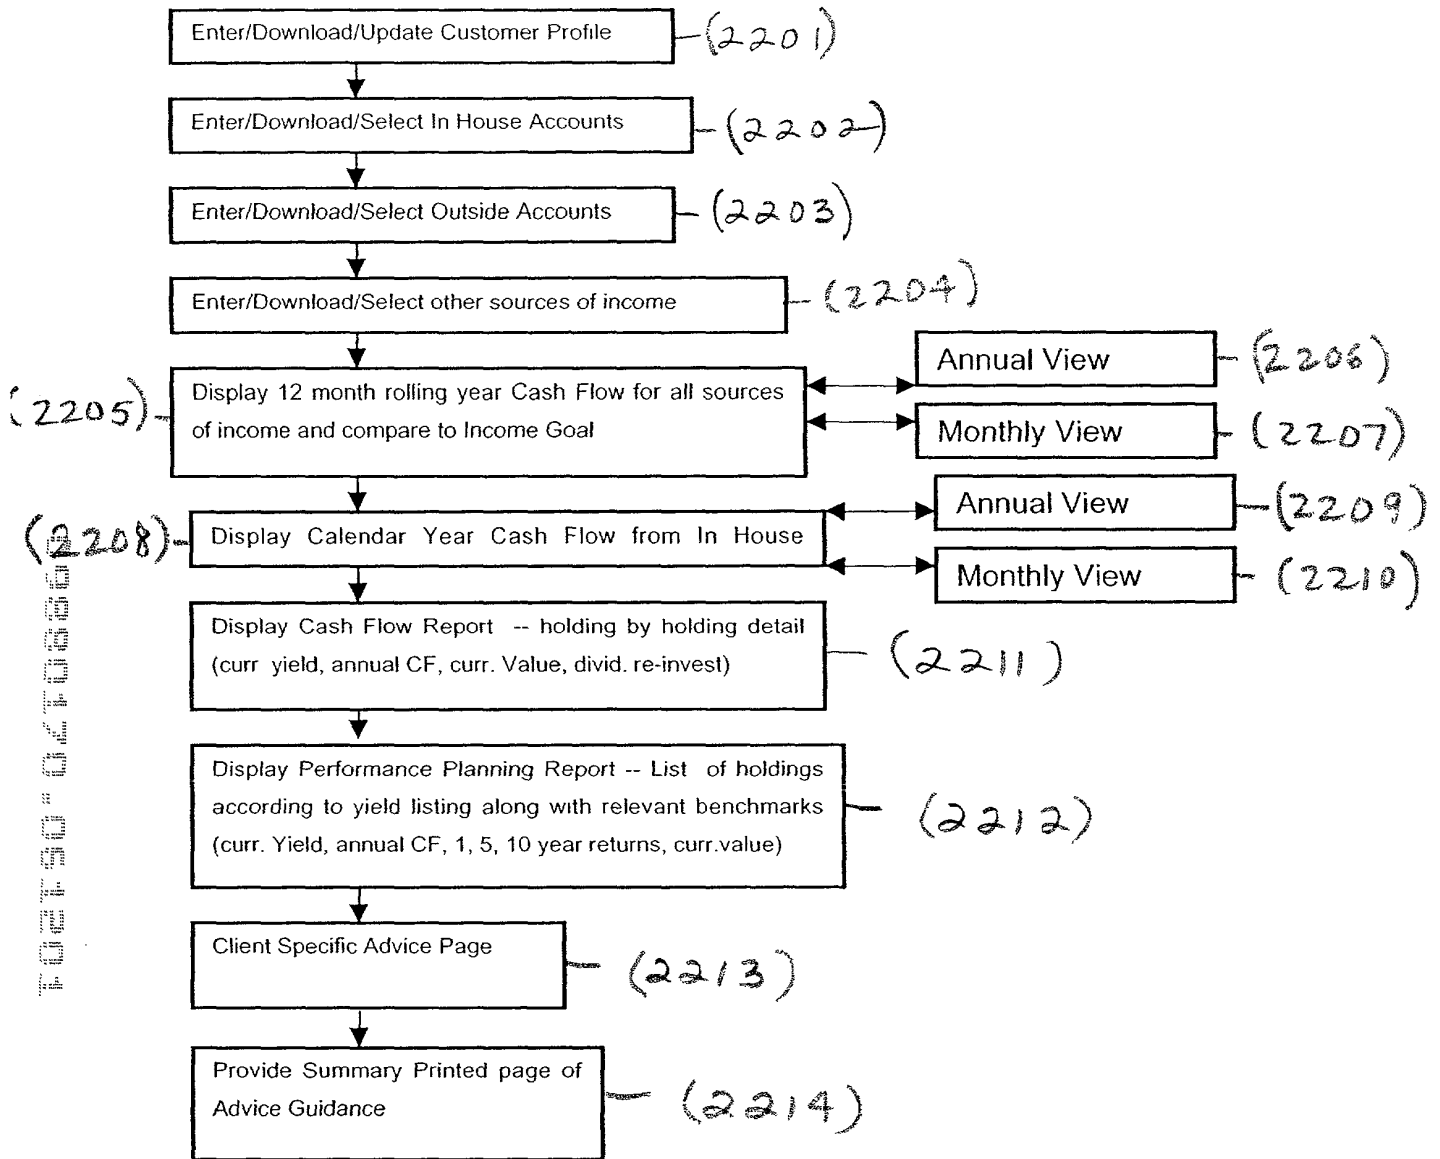 Enter/Download/Update Customer Profile
(2201)
Enter/Download/Select In House Accounts
(2202)
Enter/Download/Select Outside Accounts
(2203)
Enter/Download/Select other sources of income
(2204)
(2205)
Display 12 month rolling year Cash Flow for all sources
of income and compare to Income Goal
Annual View
(2206)
Monthly View
(2207)
(2208)
Display Calendar Year Cash Flow from In House
Annual View
(2209)
Monthly View
(2210)
Display Cash Flow Report -- holding by holding detail
(curr yield, annual CF, curr. Value, divid. re-invest)
(2211)
Display Performance Planning Report -- List of holdings
according to yield listing along with relevant benchmarks
(curr. Yield, annual CF, 1, 5, 10 year returns, curr.value)
(2212)
Client Specific Advice Page
(2213)
Provide Summary Printed page of
Advice Guidance
(2214)